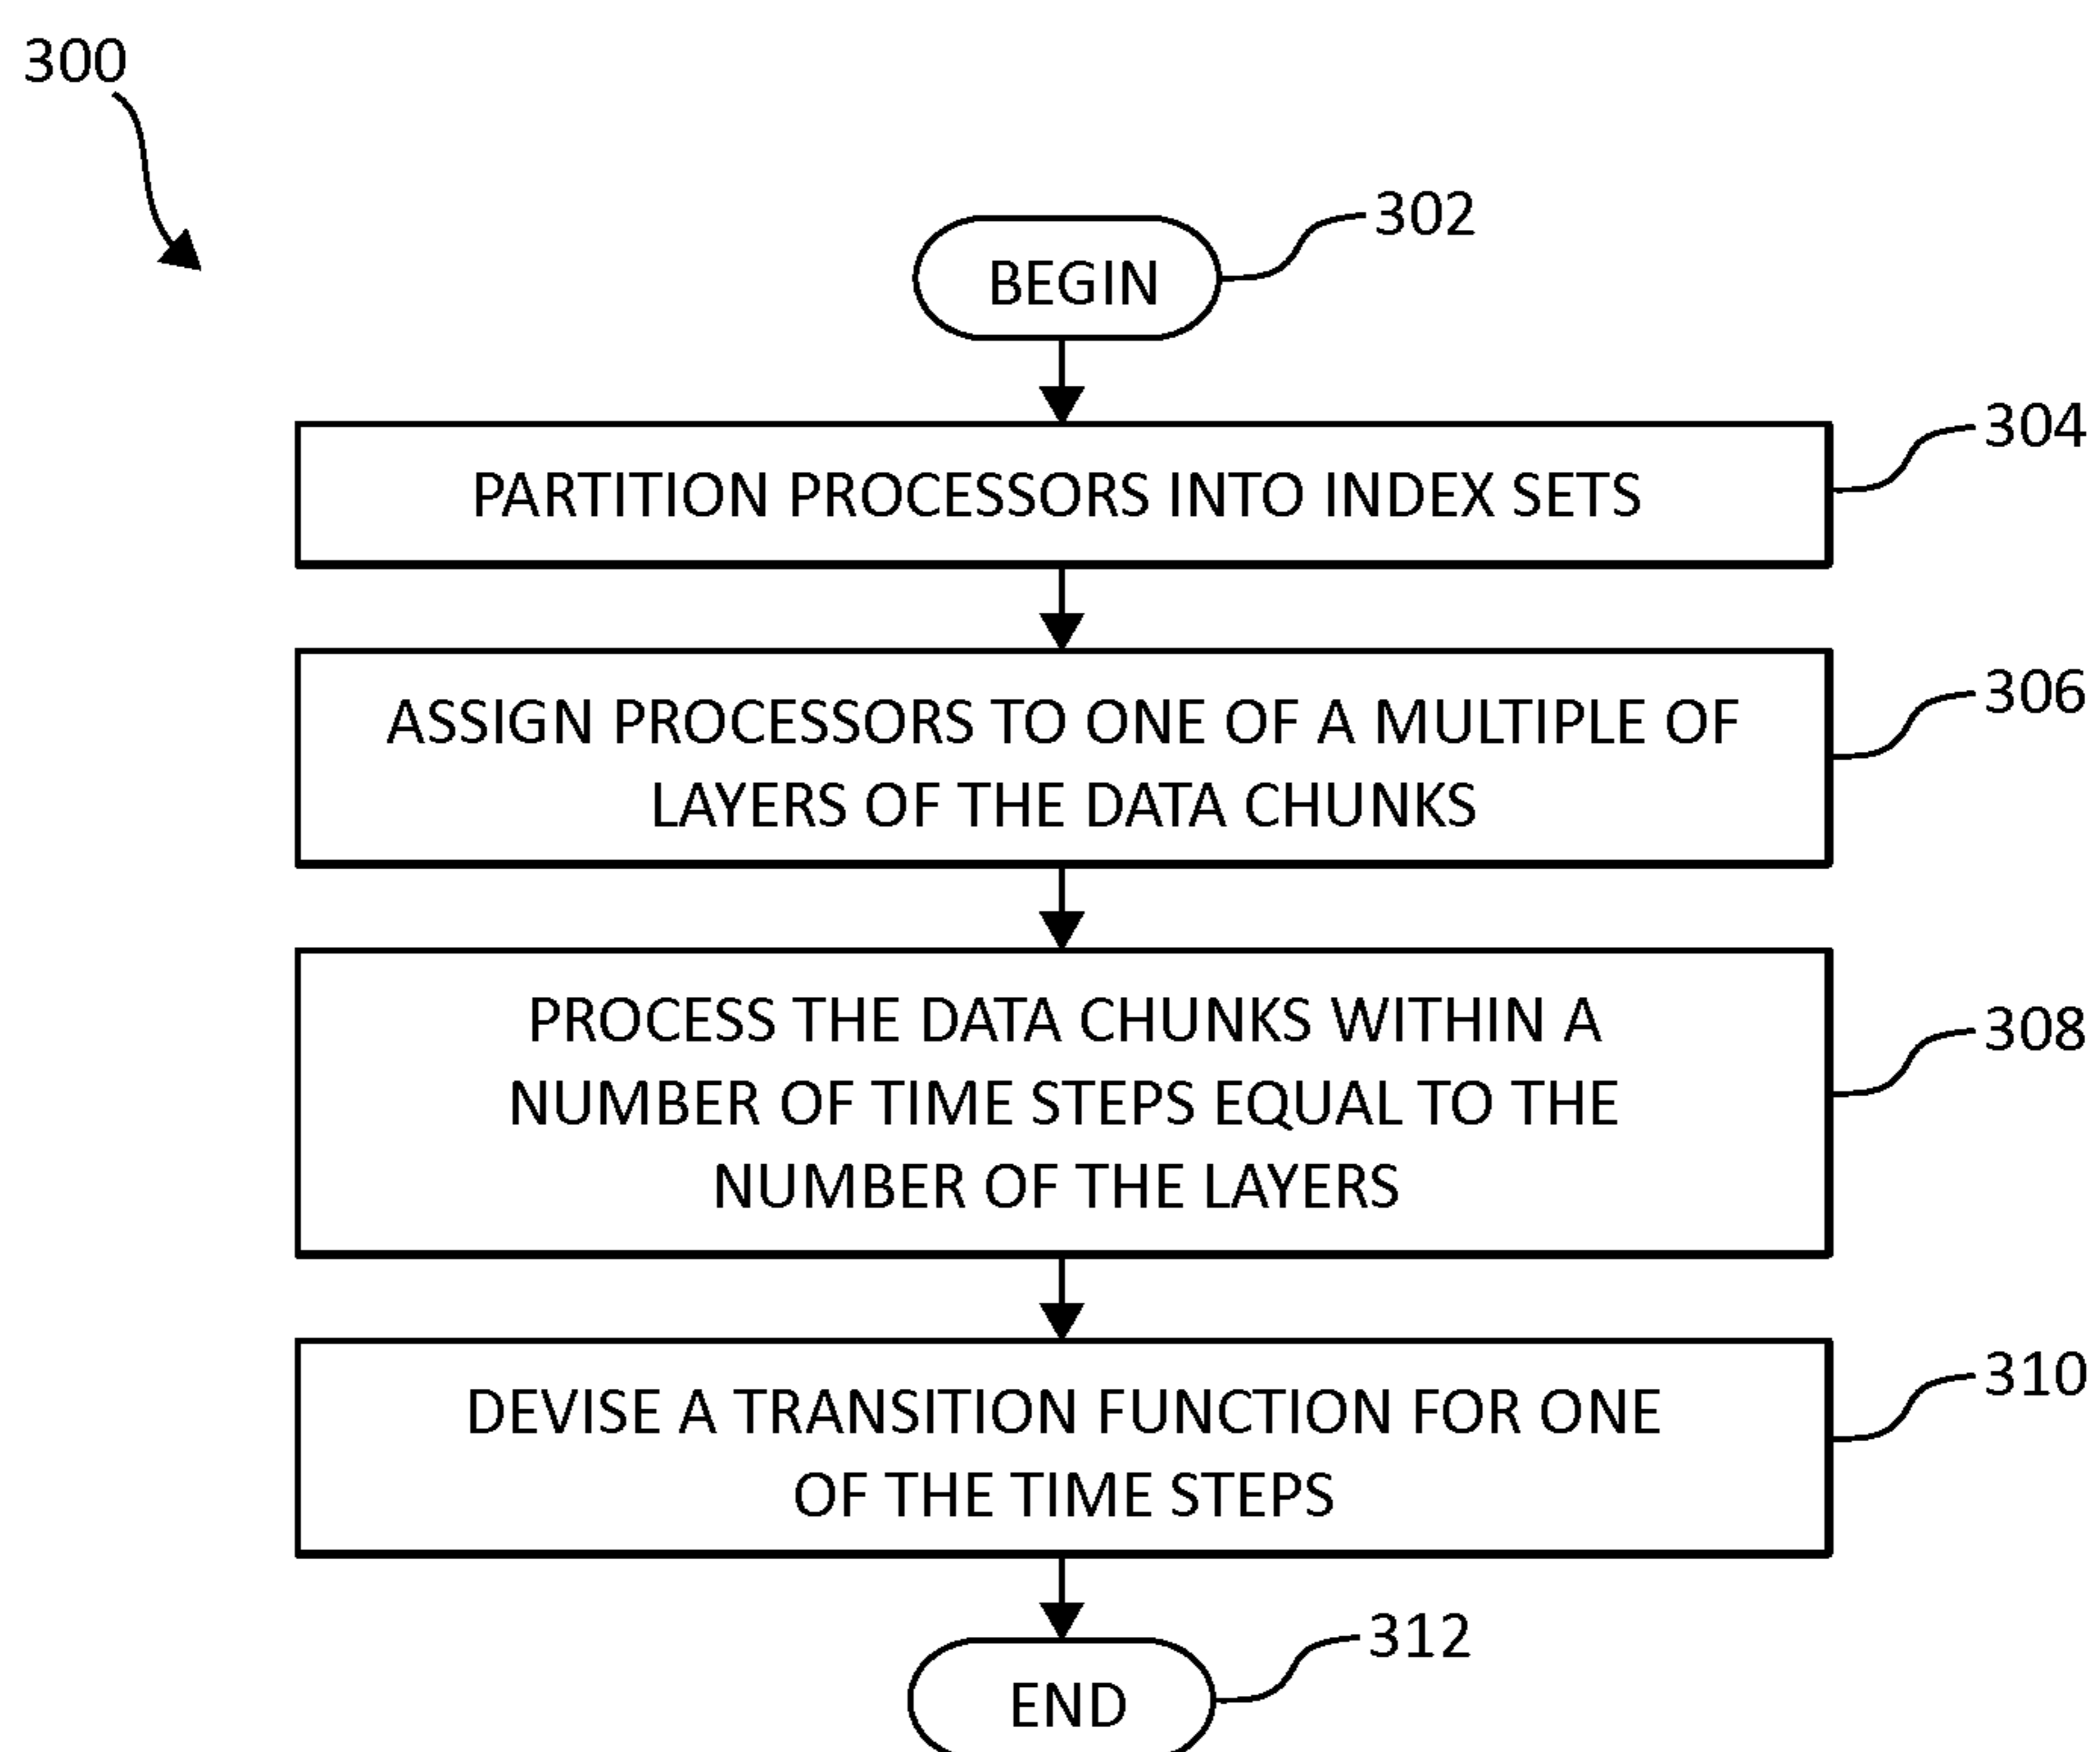 300
302
BEGIN
304
PARTITION PROCESSORS INTO INDEX SETS
306
ASSIGN PROCESSORS TO ONE OF A MULTIPLE OF
LAYERS OF THE DATA CHUNKS
308
PROCESS THE DATA CHUNKS WITHIN A
NUMBER OF TIME STEPS EQUAL TO THE
NUMBER OF THE LAYERS
310
DEVISE A TRANSITION FUNCTION FOR ONE
OF THE TIME STEPS
312
END